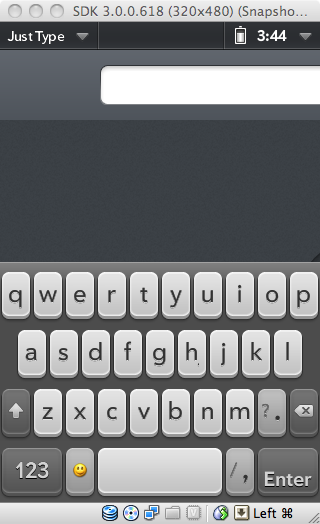 SDK 3.0.0.618 (320x480) (Snapsho...
Just Type 3:44
q w e r t y u i o p
a s d f g h j k l
z x c v b n m ? .
123 / , Enter
Left ⌘